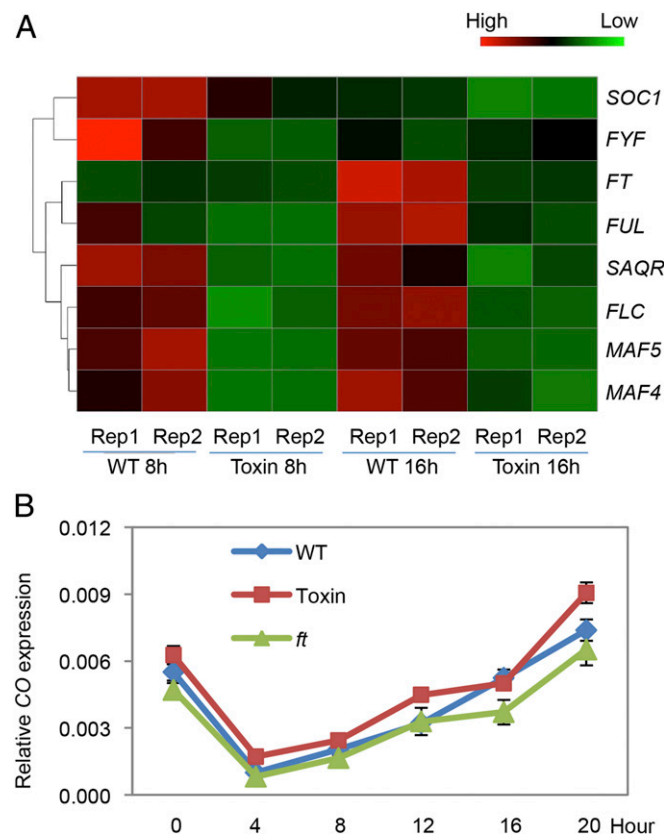 A
High Low
SOC1
FYF
FT
FUL
SAQR
FLC
MAF5
MAF4
Rep1 Rep2 Rep1 Rep2 Rep1 Rep2 Rep1 Rep2
WT 8h Toxin 8h WT 16h Toxin 16h
B
Relative CO expression
0.012
0.009
0.006
0.003
0.000
WT
Toxin
ft
0 4 8 12 16 20 Hour